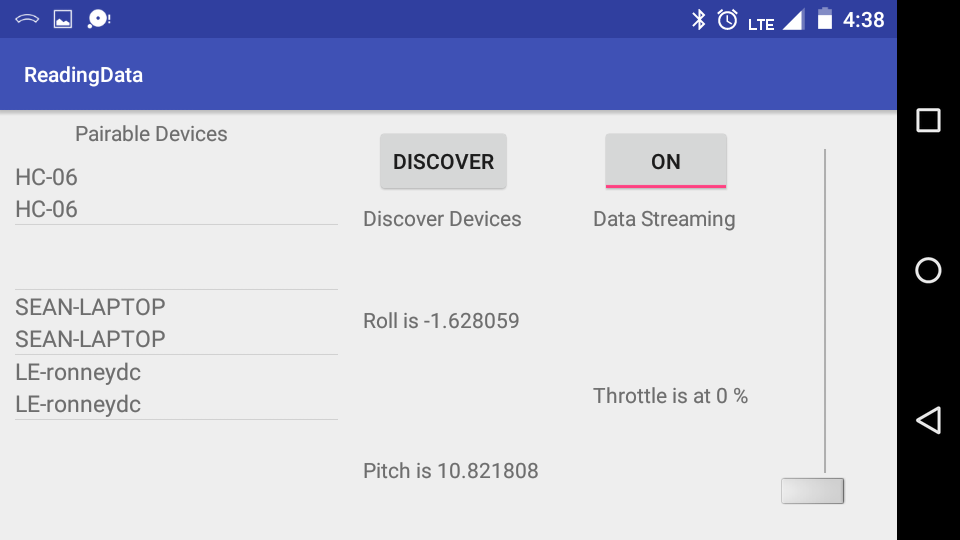 LTE 4:38
ReadingData
Pairable Devices
HC-06
HC-06
SEAN-LAPTOP
SEAN-LAPTOP
LE-ronneydc
LE-ronneydc
DISCOVER
Discover Devices
Roll is -1.628059
Pitch is 10.821808
ON
Data Streaming
Throttle is at 0 %